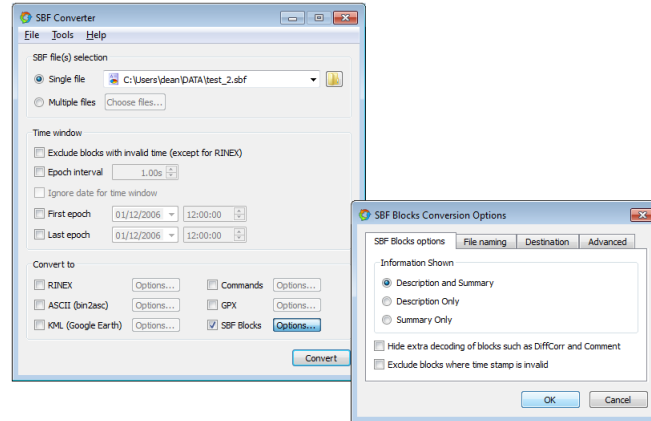 SBF Converter
File Tools Help
SBF file(s) selection
Single file C:\Users\dean\DATA\test_2.sbf
Multiple files Choose files...
Time window
Exclude blocks with invalid time (except for RINEX)
Epoch interval 1.00s
Ignore date for time window
First epoch 01/12/2006 12:00:00
Last epoch 01/12/2006 12:00:00
Convert to
RINEX Options... Commands Options...
ASCII (bin2asc) Options... GPX Options...
KML (Google Earth) Options... SBF Blocks Options...
Convert
SBF Blocks Conversion Options
SBF Blocks options File naming Destination Advanced
Information Shown
Description and Summary
Description Only
Summary Only
Hide extra decoding of blocks such as DiffCorr and Comment
Exclude blocks where time stamp is invalid
OK Cancel